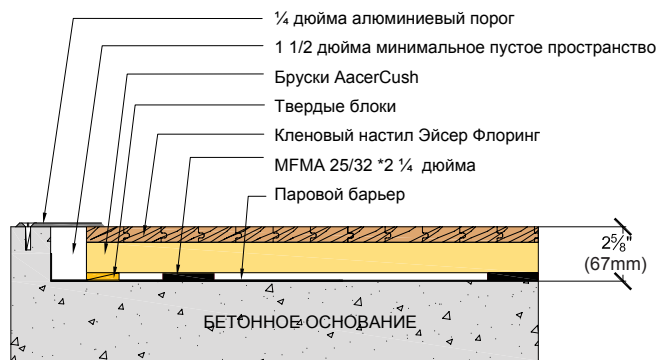 ¼ дюйма алюминиевый порог
1 1/2 дюйма минимальное пустое пространство
Бруски AacerCush
Твердые блоки
Кленовый настил Эйсер Флоринг
MFMA 25/32 *2 ¼ дюйма
Паровой барьер
2⅝"
(67mm)
БЕТОННОЕ ОСНОВАНИЕ